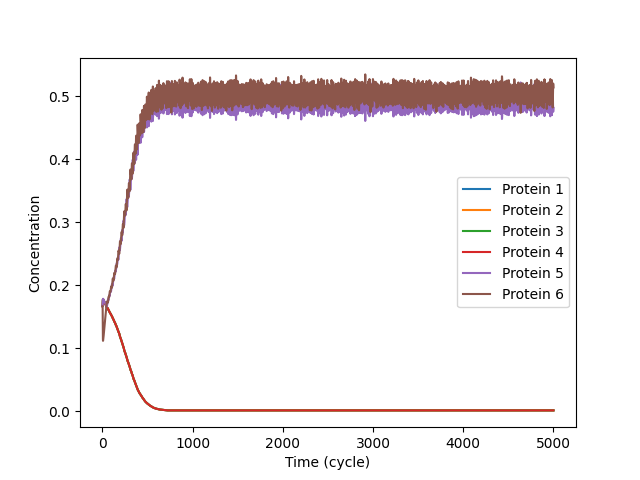 0.5
0.4
0.3
0.2
0.1
0.0
Concentration
Protein 1
Protein 2
Protein 3
Protein 4
Protein 5
Protein 6
0 1000 2000 3000 4000 5000
Time (cycle)